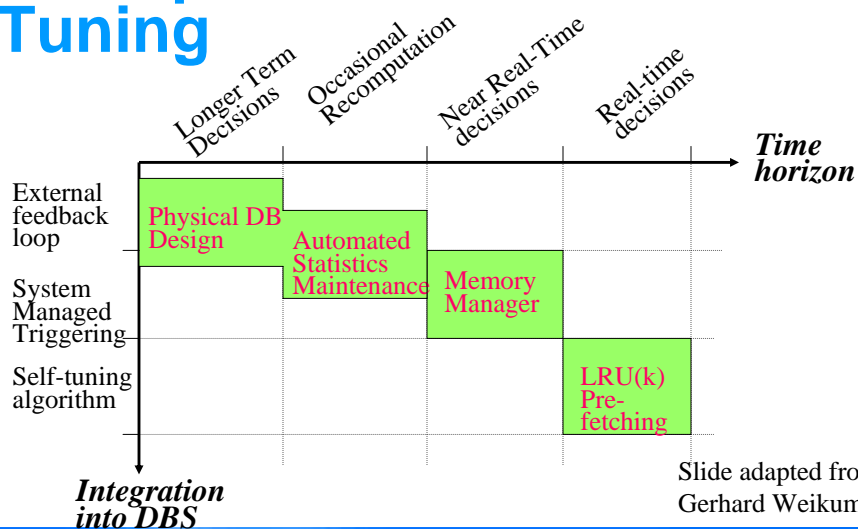 Tuning
Longer Term
Decisions
Occasional
Recomputation
Near Real-Time
decisions
Real-time
decisions
Time
horizon
External
feedback
loop
Physical DB
Design
Automated
Statistics
Maintenance
System
Managed
Triggering
Memory
Manager
Self-tuning
algorithm
LRU(k)
Pre-
fetching
Integration
into DBS
Slide adapted fro
Gerhard Weikum